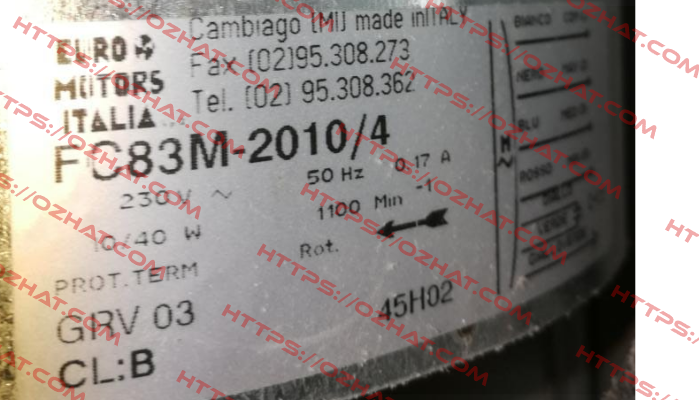 EURO
MOTORS
ITALIA
Cambiago (MI) made in ITALY
Fax (02)95.308.273
Tel. (02) 95.308.362
FC83M-2010/4
230V ~ 50 Hz 0.17 A
10/40 W 1100 Min -1
PROT.TERM Rot.
GRV 03 45H02
CL:B
BIANCO
NERO
BLU
ROSSO
M
~
HTTPS://OZHAT.COM